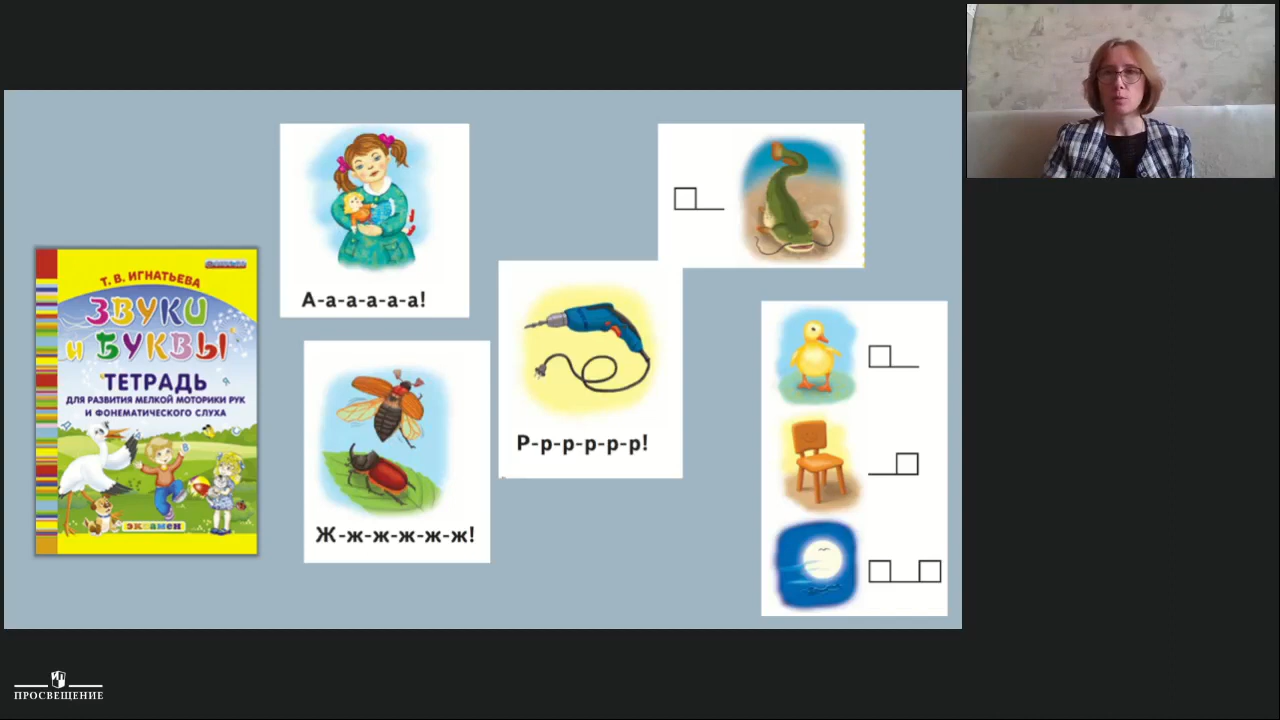 Т. В. ИГНАТЬЕВА
ЗВУКИ
и БУКВЫ
ТЕТРАДЬ
ДЛЯ РАЗВИТИЯ МЕЛКОЙ МОТОРИКИ РУК
И ФОНЕМАТИЧЕСКОГО СЛУХА
экзамен
А-а-а-а-а-а!
Ж-ж-ж-ж-ж-ж!
Р-р-р-р-р-р!
ПРОСВЕЩЕНИЕ